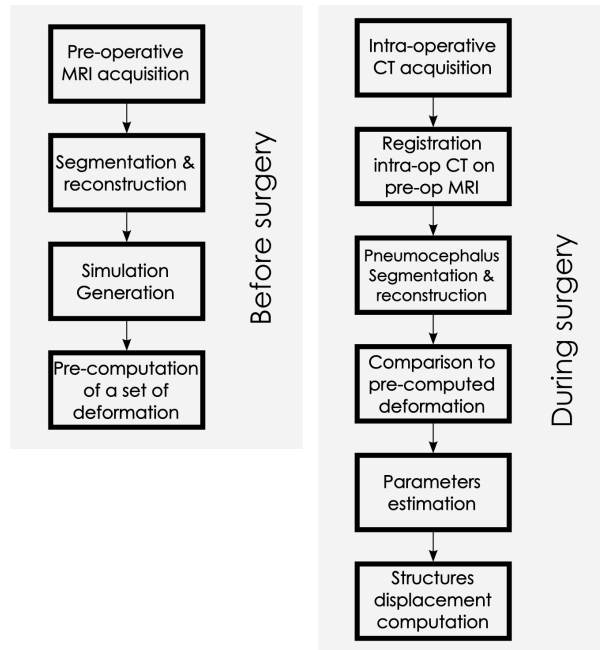 Pre-operative
MRI acquisition
Segmentation &
reconstruction
Simulation
Generation
Pre-computation
of a set of
deformation
Before surgery
Intra-operative
CT acquisition
Registration
intra-op CT on
pre-op MRI
Pneumocephalus
Segmentation &
reconstruction
Comparison to
pre-computed
deformation
Parameters
estimation
Structures
displacement
computation
During surgery